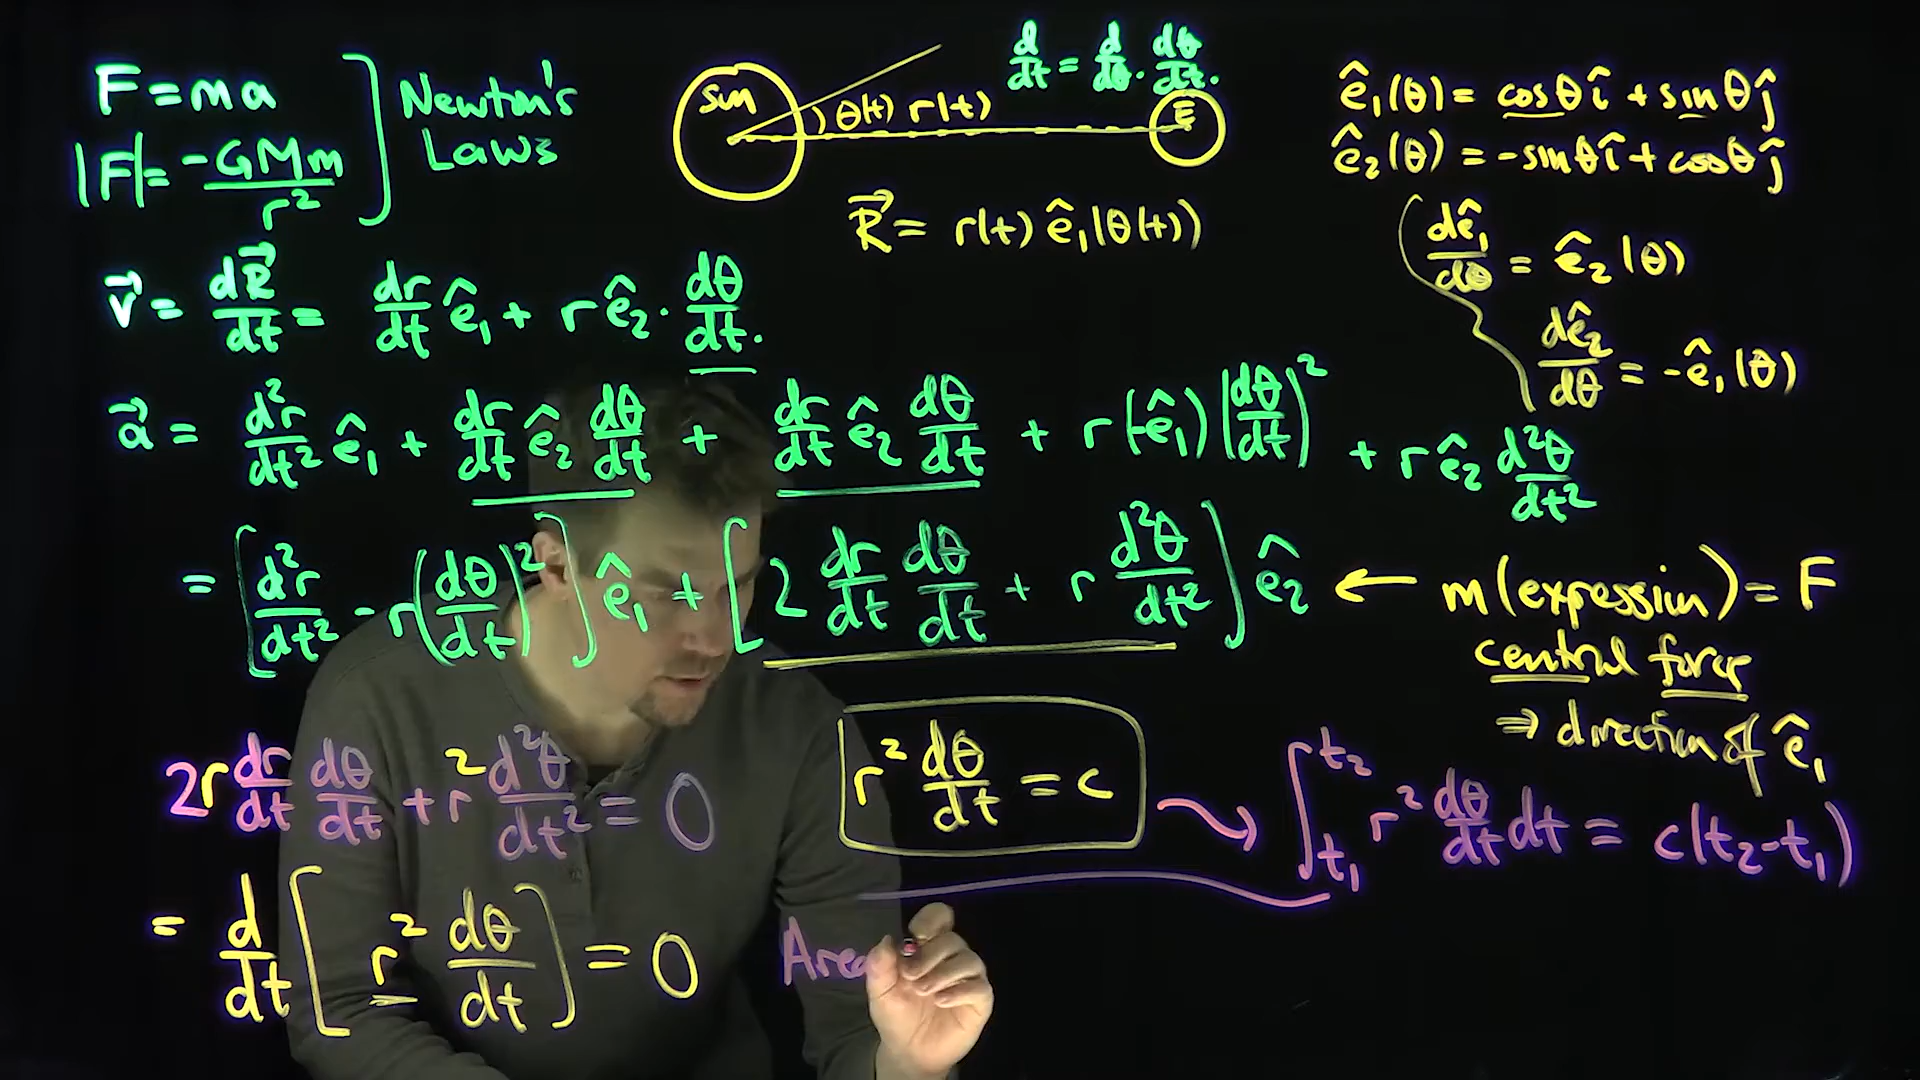 F = ma
|F| = -GMm/r²
Newton's
Laws
sun
θ(t) r(t)
E
d/dt = d/dθ · dθ/dt.
R⃗ = r(t) ê₁(θ(t))
ê₁(θ) = cosθ î + sinθ ĵ
ê₂(θ) = -sinθ î + cosθ ĵ
dê₁/dθ = ê₂(θ)
dê₂/dθ = -ê₁(θ)
v⃗ = dR⃗/dt = dr/dt ê₁ + r ê₂ · dθ/dt.
a⃗ = d²r/dt² ê₁ + dr/dt ê₂ dθ/dt + dr/dt ê₂ dθ/dt + r(-ê₁)(dθ/dt)² + r ê₂ d²θ/dt²
= [d²r/dt² - r(dθ/dt)²] ê₁ + [2 dr/dt dθ/dt + r d²θ/dt²] ê₂ ← m(expression) = F
central force
⇒ direction of ê₁
2r dr/dt dθ/dt + r² d²θ/dt² = 0
r² dθ/dt = c
∫_{t₁}^{t₂} r² dθ/dt dt = c(t₂-t₁)
= d/dt [r² dθ/dt] = 0
Area